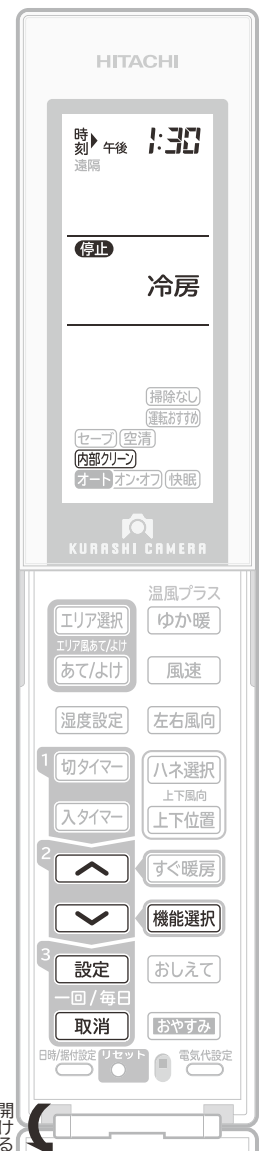 HITACHI
時刻 午後 1:30
遠隔
停止
冷房
掃除なし
運転おすすめ
セーブ 空清
内部クリーン
オート オン・オフ 快眠
KURASHI CAMERA
温風プラス
エリア選択 ゆか暖
エリア風あて/よけ
あて/よけ 風速
湿度設定 左右風向
1 切タイマー ハネ選択
上下風向
入タイマー 上下位置
2 すぐ暖房
機能選択
3 設定 おしえて
一回/毎日
取消 おやすみ
日時/据付設定 リセット 電気代設定
開ける